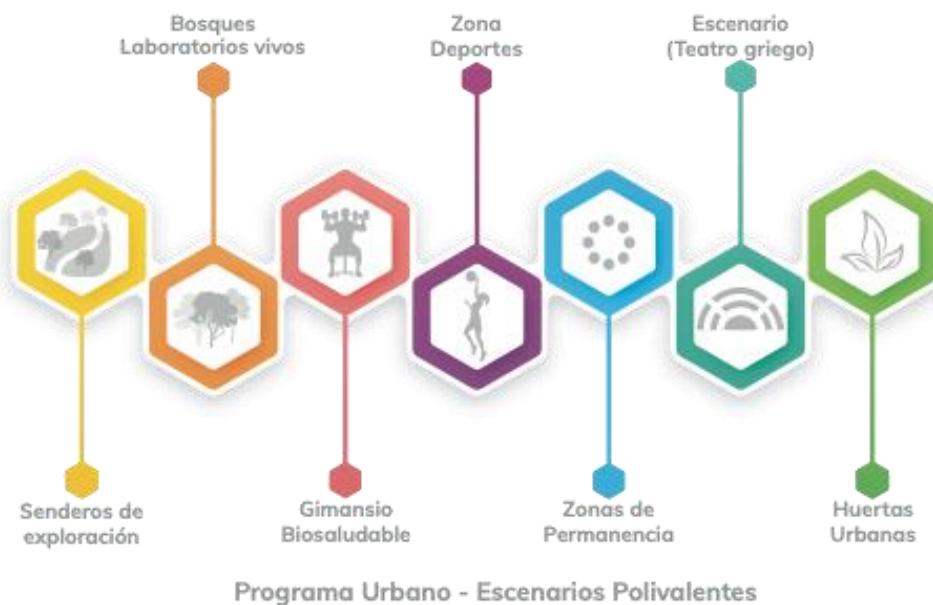 Bosques
Laboratorios vivos
Zona
Deportes
Escenario
(Teatro griego)
Senderos de
exploración
Gimansio
Biosaludable
Zonas de
Permanencia
Huertas
Urbanas
Programa Urbano - Escenarios Polivalentes